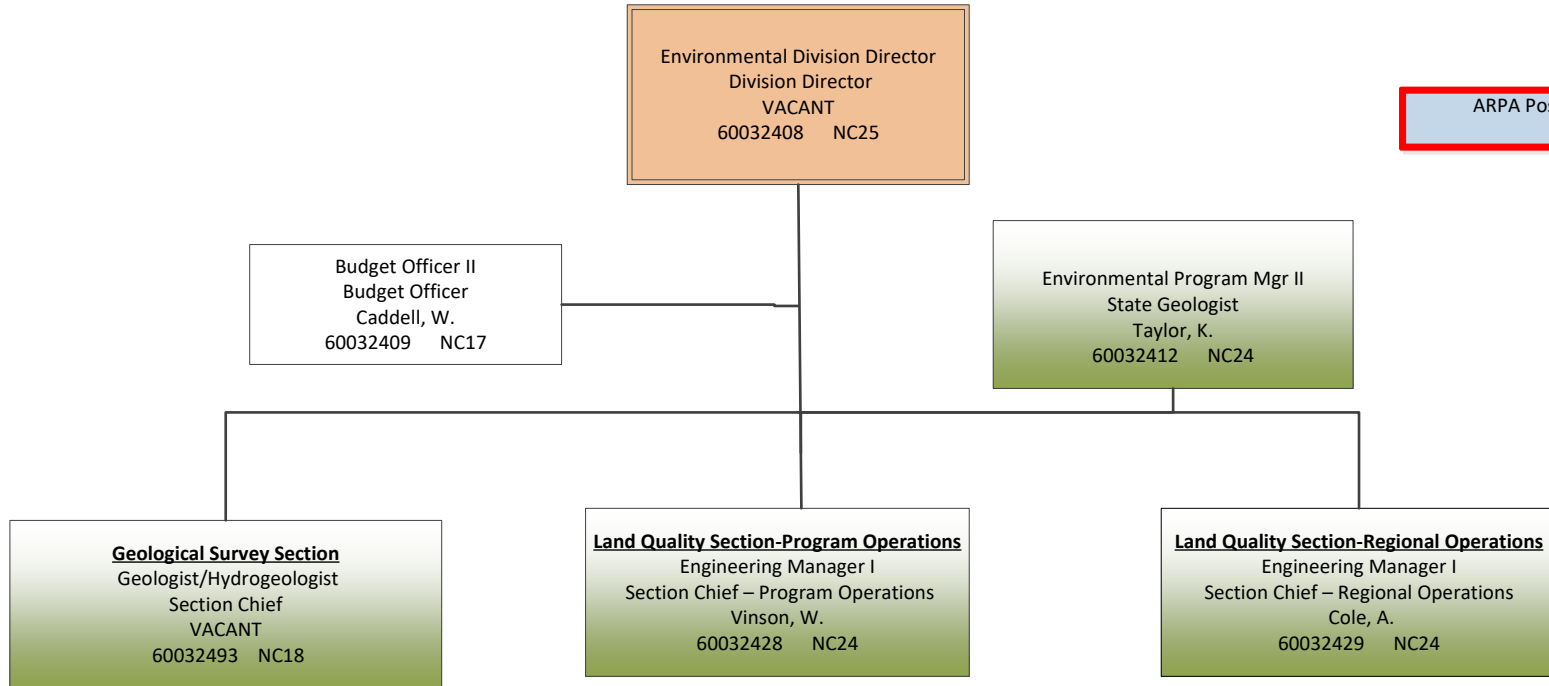 Environmental Division Director
Division Director
VACANT
60032408 NC25
ARPA
Budget Officer II
Budget Officer
Caddell, W.
60032409 NC17
Environmental Program Mgr II
State Geologist
Taylor, K.
60032412 NC24
Geological Survey Section
Geologist/Hydrogeologist
Section Chief
VACANT
60032493 NC18
Land Quality Section-Program Operations
Engineering Manager I
Section Chief – Program Operations
Vinson, W.
60032428 NC24
Land Quality Section-Regional Operations
Engineering Manager I
Section Chief – Regional Operations
Cole, A.
60032429 NC24